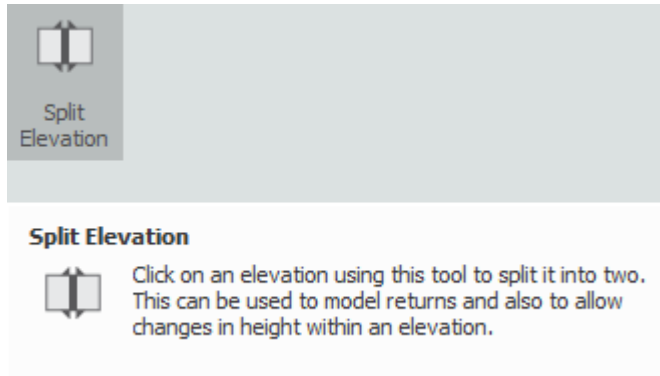 Split
Elevation
Split Elevation
Click on an elevation using this tool to split it into two.
This can be used to model returns and also to allow
changes in height within an elevation.